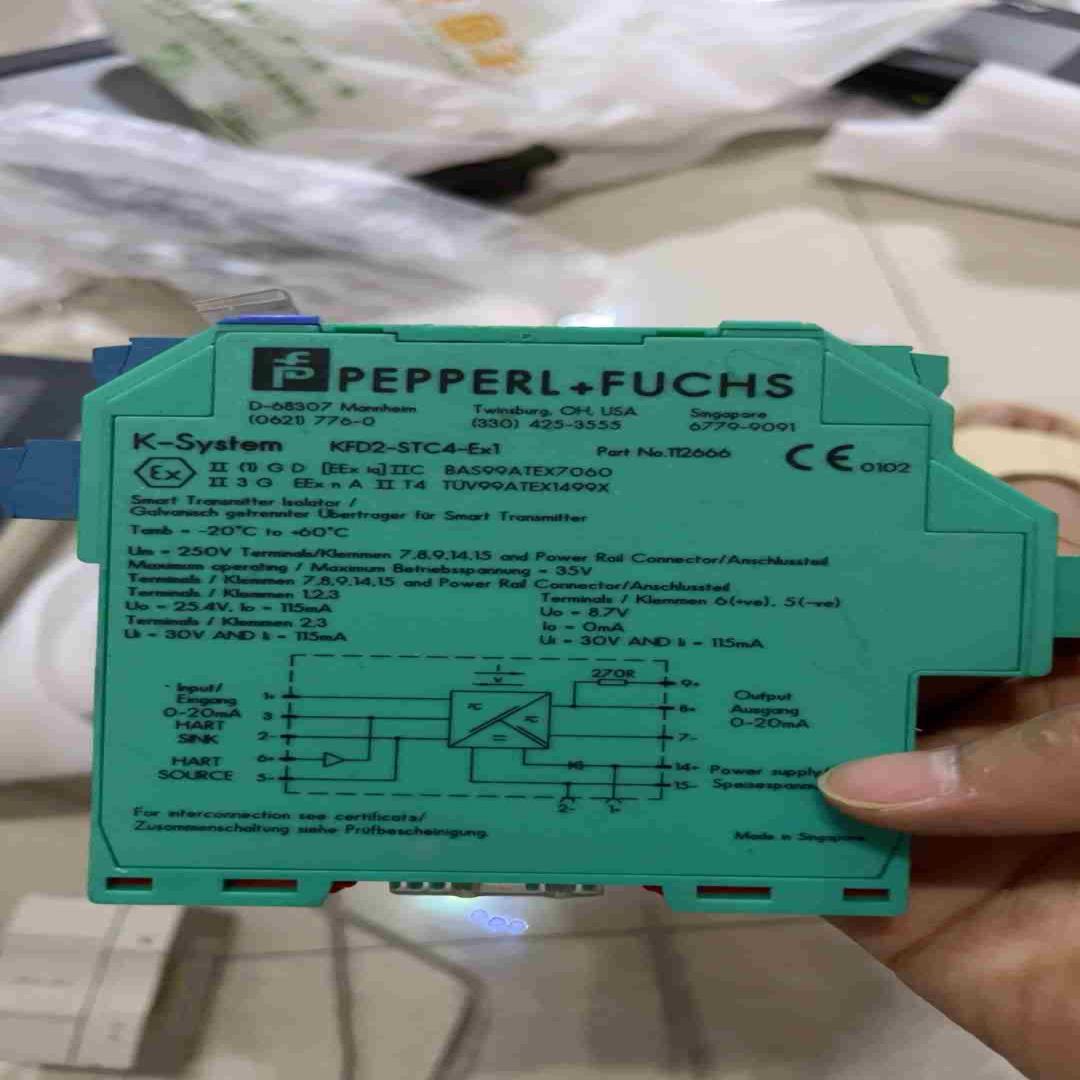 PEPPERL+FUCHS
D-68307 Mannheim
(0621) 776-0
Twinsburg, OH, USA
(330) 425-3555
Singapore
6779-9091
K-System KFD2-STC4-Ex1 Part No.112666
CE 0102
Ex
II (1) G D [EEx ia] IIC BAS99ATEX7060
II 3 G EEx n A II T4 TÜV99ATEX1499X
Smart Transmitter Isolator /
Galvanisch getrennter Übertrager für Smart Transmitter
Tamb = -20°C to +60°C
Um = 250V Terminals/Klemmen 7,8,9,14,15 and Power Rail Connector/Anschlussteil
Maximum operating / Maximum Betriebsspannung = 35V
Terminals / Klemmen 7,8,9,14,15 and Power Rail Connector/Anschlussteil
Terminals / Klemmen 1,2,3
Uo = 25.4V, Io = 115mA
Terminals / Klemmen 2,3
Ui = 30V AND Ii = 115mA
Terminals / Klemmen 6(+ve), 5(-ve)
Uo = 8.7V
Io = 0mA
Ui = 30V AND Ii = 115mA
Input/
Eingang
0-20mA
HART
SINK
HART
SOURCE
1+
3
2-
6+
5-
270R
9+
8+
7-
14+
15-
2-
1+
Output
Ausgang
0-20mA
Power supply
For interconnection see certificate/
Zusammenschaltung siehe Prüfbescheinigung.
Made in Singapore